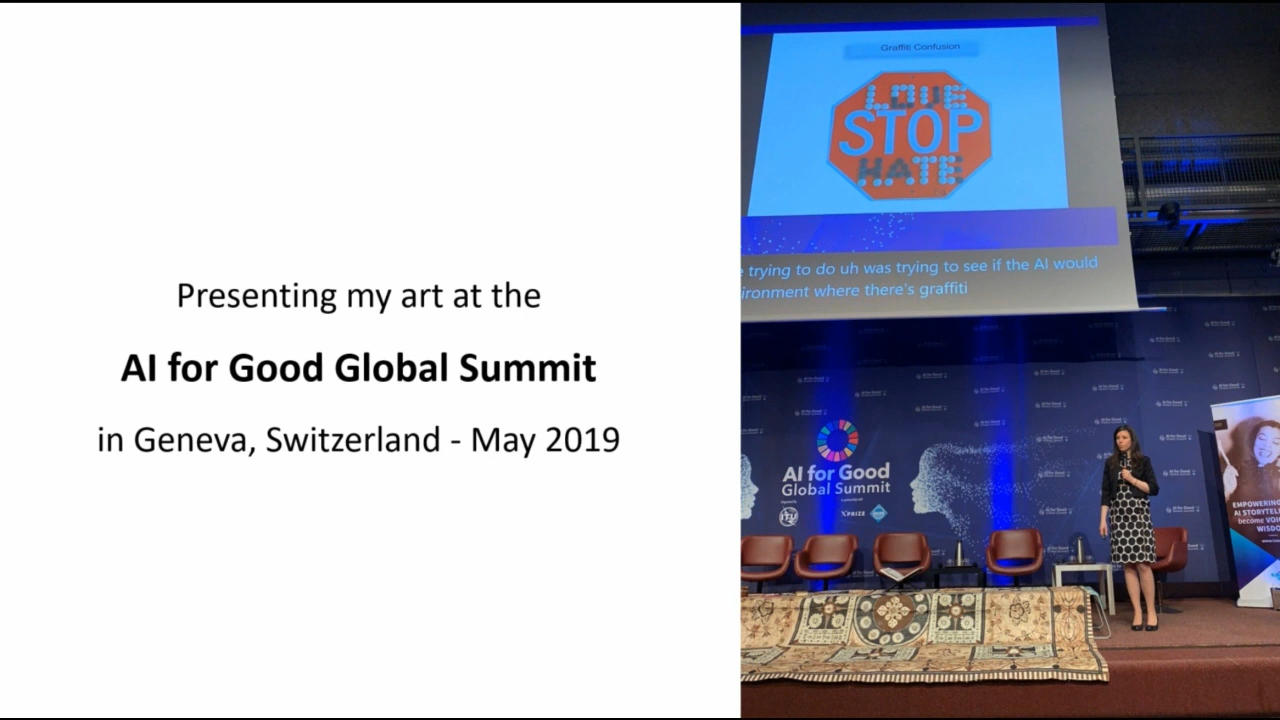 Presenting my art at the
AI for Good Global Summit
in Geneva, Switzerland - May 2019
Graffiti Confusion
LOVE
STOP
HATE
trying to do uh was trying to see if the AI would
ironment where there's graffiti
AI for Good
Global Summit
ITU
XPRIZE
EMPOWERING
AI STORYTEL
become VOI
WISDO